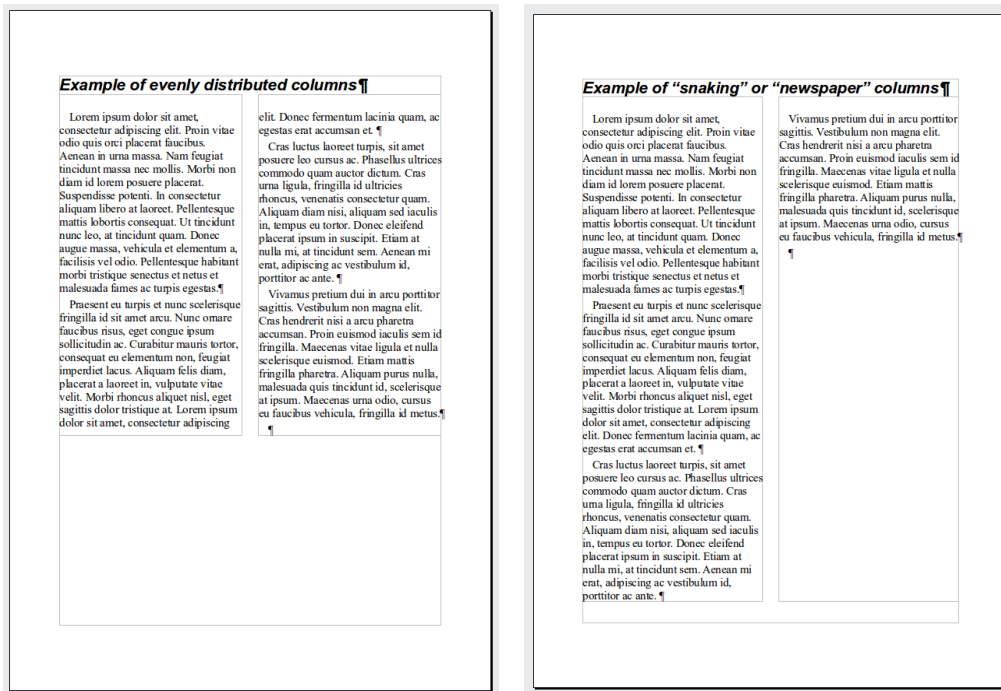 Example of evenly distributed columns¶
Lorem ipsum dolor sit amet,
consectetur adipiscing elit. Proin vitae
odio quis orci placerat faucibus.
Aenean in urna massa. Nam feugiat
tincidunt massa nec mollis. Morbi non
diam id lorem posuere placerat.
Suspendisse potenti. In consectetur
aliquam libero at laoreet. Pellentesque
mattis lobortis consequat. Ut tincidunt
nunc leo, at tincidunt quam. Donec
augue massa, vehicula et elementum a,
facilisis vel odio. Pellentesque habitant
morbi tristique senectus et netus et
malesuada fames ac turpis egestas.¶
Praesent eu turpis et nunc scelerisque
fringilla id sit amet arcu. Nunc ornare
faucibus risus, eget congue ipsum
sollicitudin ac. Curabitur mauris tortor,
consequat eu elementum non, feugiat
imperdiet lacus. Aliquam felis diam,
placerat a laoreet in, vulputate vitae
velit. Morbi rhoncus aliquet nisl, eget
sagittis dolor tristique at. Lorem ipsum
dolor sit amet, consectetur adipiscing
elit. Donec fermentum lacinia quam, ac
egestas erat accumsan et. ¶
Cras luctus laoreet turpis, sit amet
posuere leo cursus ac. Phasellus ultrices
commodo quam auctor dictum. Cras
urna ligula, fringilla id ultricies
rhoncus, venenatis consectetur quam.
Aliquam diam nisi, aliquam sed iaculis
in, tempus eu tortor. Donec eleifend
placerat ipsum in suscipit. Etiam at
nulla mi, at tincidunt sem. Aenean mi
erat, adipiscing ac vestibulum id,
porttitor ac ante. ¶
Vivamus pretium dui in arcu porttitor
sagittis. Vestibulum non magna elit.
Cras hendrerit nisi a arcu pharetra
accumsan. Proin euismod iaculis sem id
fringilla. Maecenas vitae ligula et nulla
scelerisque euismod. Etiam mattis
fringilla pharetra. Aliquam purus nulla,
malesuada quis tincidunt id, scelerisque
at ipsum. Maecenas urna odio, cursus
eu faucibus vehicula, fringilla id metus.¶
¶
Example of “snaking” or “newspaper” columns¶
Lorem ipsum dolor sit amet,
consectetur adipiscing elit. Proin vitae
odio quis orci placerat faucibus.
Aenean in urna massa. Nam feugiat
tincidunt massa nec mollis. Morbi non
diam id lorem posuere placerat.
Suspendisse potenti. In consectetur
aliquam libero at laoreet. Pellentesque
mattis lobortis consequat. Ut tincidunt
nunc leo, at tincidunt quam. Donec
augue massa, vehicula et elementum a,
facilisis vel odio. Pellentesque habitant
morbi tristique senectus et netus et
malesuada fames ac turpis egestas.¶
Praesent eu turpis et nunc scelerisque
fringilla id sit amet arcu. Nunc ornare
faucibus risus, eget congue ipsum
sollicitudin ac. Curabitur mauris tortor,
consequat eu elementum non, feugiat
imperdiet lacus. Aliquam felis diam,
placerat a laoreet in, vulputate vitae
velit. Morbi rhoncus aliquet nisl, eget
sagittis dolor tristique at. Lorem ipsum
dolor sit amet, consectetur adipiscing
elit. Donec fermentum lacinia quam, ac
egestas erat accumsan et. ¶
Cras luctus laoreet turpis, sit amet
posuere leo cursus ac. Phasellus ultrices
commodo quam auctor dictum. Cras
urna ligula, fringilla id ultricies
rhoncus, venenatis consectetur quam.
Aliquam diam nisi, aliquam sed iaculis
in, tempus eu tortor. Donec eleifend
placerat ipsum in suscipit. Etiam at
nulla mi, at tincidunt sem. Aenean mi
erat, adipiscing ac vestibulum id,
porttitor ac ante. ¶
Vivamus pretium dui in arcu porttitor
sagittis. Vestibulum non magna elit.
Cras hendrerit nisi a arcu pharetra
accumsan. Proin euismod iaculis sem id
fringilla. Maecenas vitae ligula et nulla
scelerisque euismod. Etiam mattis
fringilla pharetra. Aliquam purus nulla,
malesuada quis tincidunt id, scelerisque
at ipsum. Maecenas urna odio, cursus
eu faucibus vehicula, fringilla id metus.¶
¶